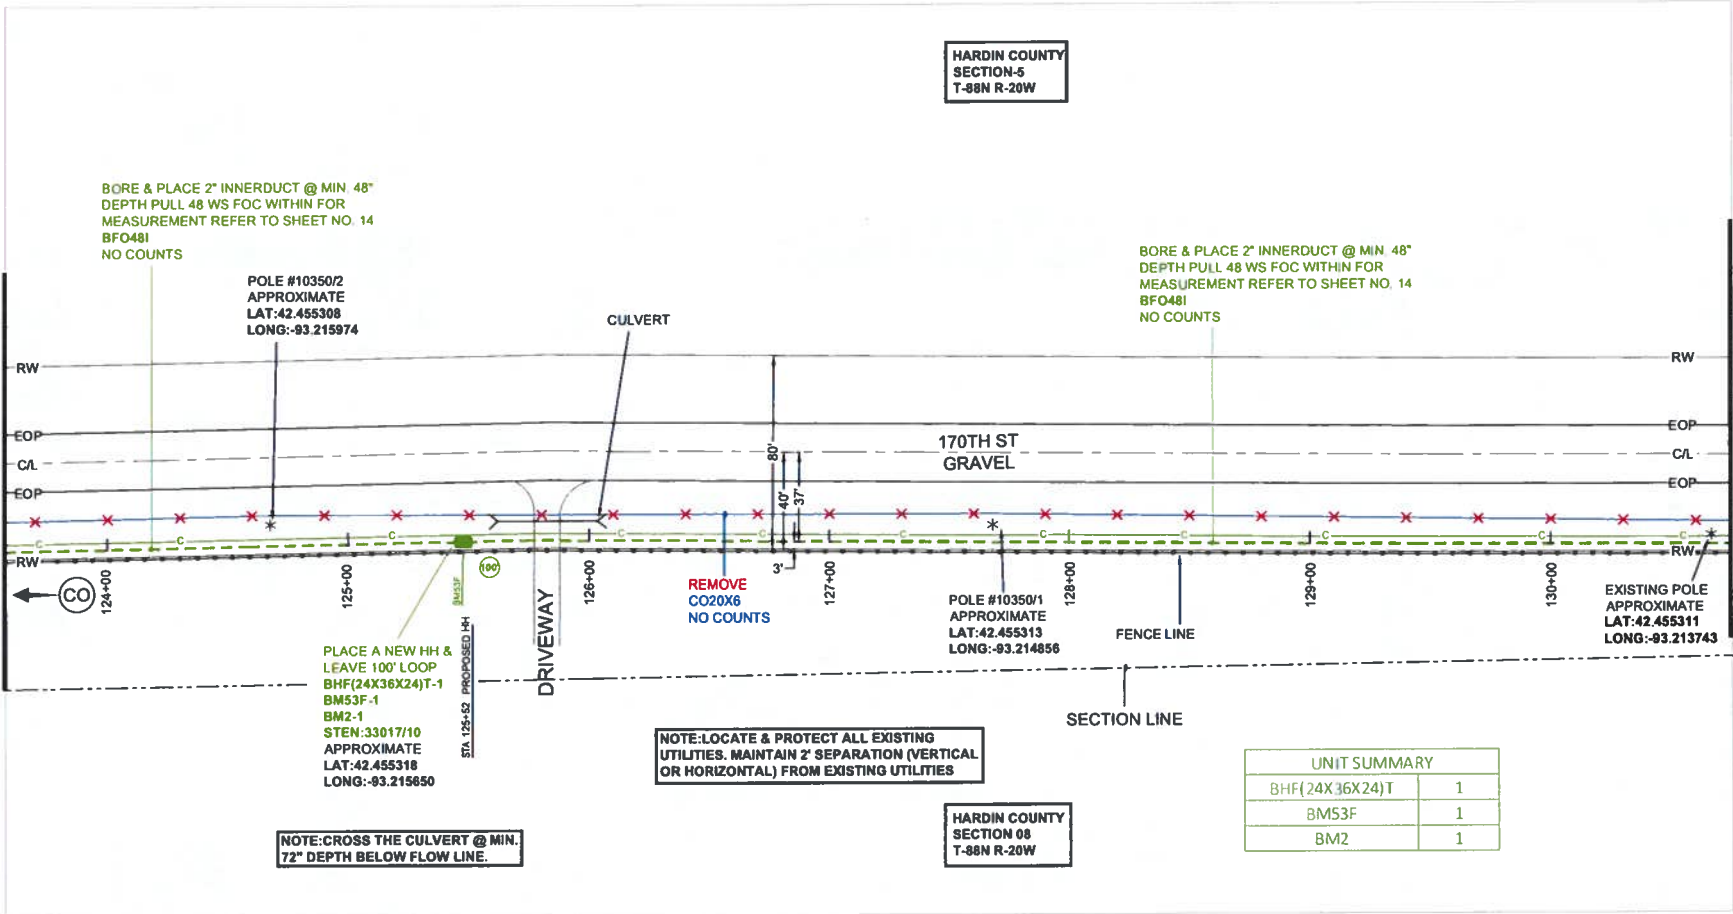 HARDIN COUNTY
SECTION-5
T-88N R-20W
BORE & PLACE 2" INNERDUCT @ MIN. 48"
DEPTH PULL 48 WS FOC WITHIN FOR
MEASUREMENT REFER TO SHEET NO. 14
BFO48I
NO COUNTS
POLE #10350/2
APPROXIMATE
LAT:42.455308
LONG:-93.215974
CULVERT
BORE & PLACE 2" INNERDUCT @ MIN. 48"
DEPTH PULL 48 WS FOC WITHIN FOR
MEASUREMENT REFER TO SHEET NO. 14
BFO48I
NO COUNTS
RW
RW
EOP
EOP
C/L
C/L
EOP
EOP
170TH ST
GRAVEL
80'
40'
37'
3'
C
C
C
C
C
C
C
C
C
C
C
RW
RW
CO
124+00
125+00
126+00
127+00
128+00
129+00
130+00
BM53F
100'
STA 125+52 PROPOSED HH
DRIVEWAY
REMOVE
CO20X6
NO COUNTS
POLE #10350/1
APPROXIMATE
LAT:42.455313
LONG:-93.214856
FENCE LINE
EXISTING POLE
APPROXIMATE
LAT:42.455311
LONG:-93.213743
PLACE A NEW HH &
LEAVE 100' LOOP
BHF(24X36X24)T-1
BM53F-1
BM2-1
STEN:33017/10
APPROXIMATE
LAT:42.455318
LONG:-93.215650
SECTION LINE
NOTE:LOCATE & PROTECT ALL EXISTING
UTILITIES. MAINTAIN 2' SEPARATION (VERTICAL
OR HORIZONTAL) FROM EXISTING UTILITIES
UNIT SUMMARY
BHF(24X36X24)T 1
BM53F 1
BM2 1
NOTE:CROSS THE CULVERT @ MIN.
72" DEPTH BELOW FLOW LINE.
HARDIN COUNTY
SECTION 08
T-88N R-20W